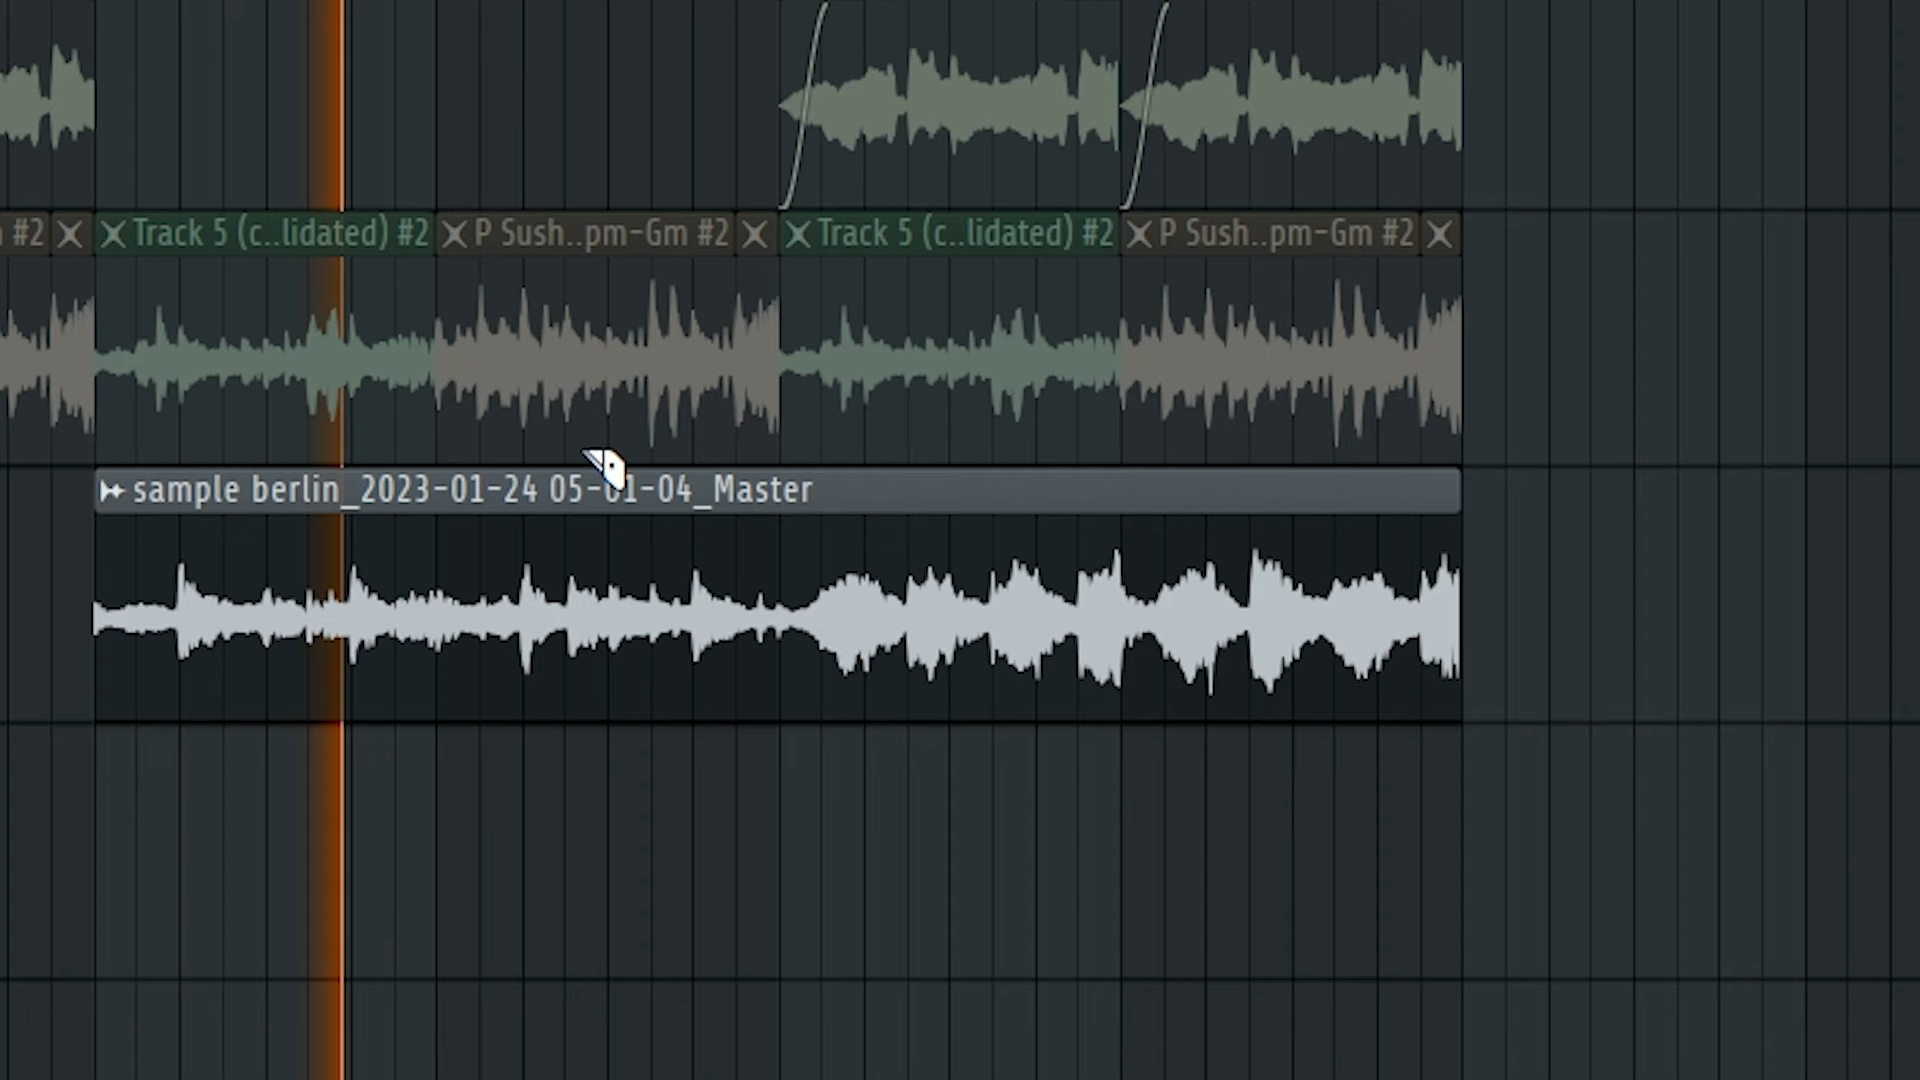 #2 Track 5 (c..lidated) #2 P Sush..pm-Gm #2 Track 5 (c..lidated) #2 P Sush..pm-Gm #2
sample berlin_2023-01-24 05-01-04_Master